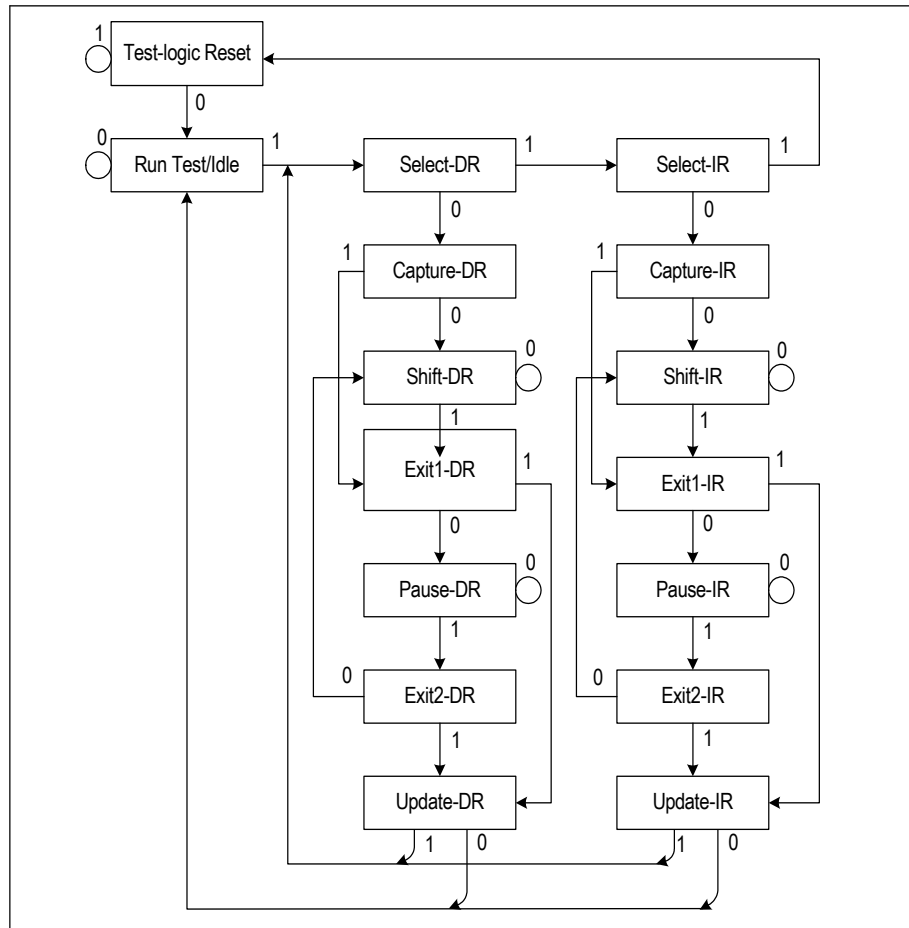 1
Test-logic Reset
0
0
Run Test/Idle
1
Select-DR
1
Select-IR
1
0
0
1
Capture-DR
1
Capture-IR
0
0
0
0
Shift-DR
Shift-IR
1
1
Exit1-DR
1
Exit1-IR
1
0
0
0
0
Pause-DR
Pause-IR
1
1
0
Exit2-DR
0
Exit2-IR
1
1
Update-DR
Update-IR
1
0
1
0